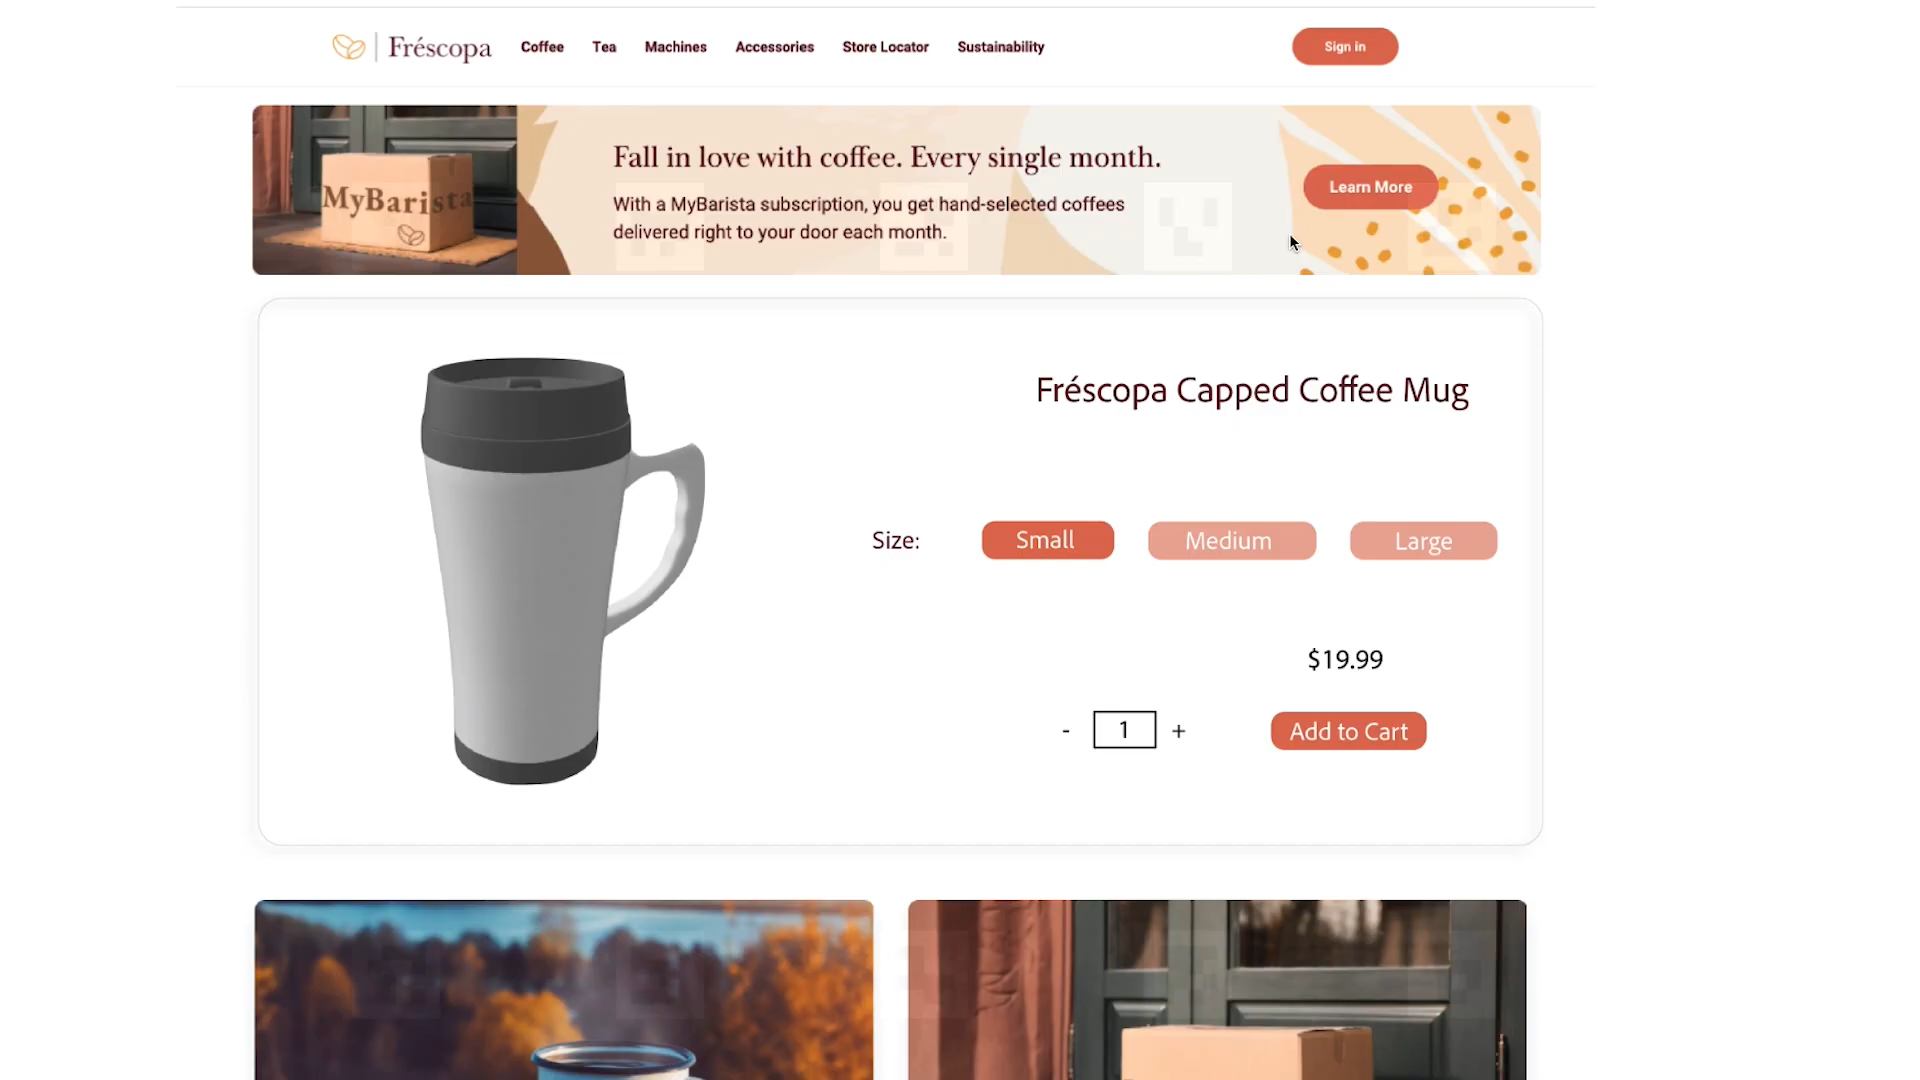 Fréscopa Coffee Tea Machines Accessories Store Locator Sustainability Sign in
MyBarista
Fall in love with coffee. Every single month.
With a MyBarista subscription, you get hand-selected coffees
delivered right to your door each month.
Learn More
Fréscopa Capped Coffee Mug
Size: Small Medium Large
$19.99
- 1 + Add to Cart